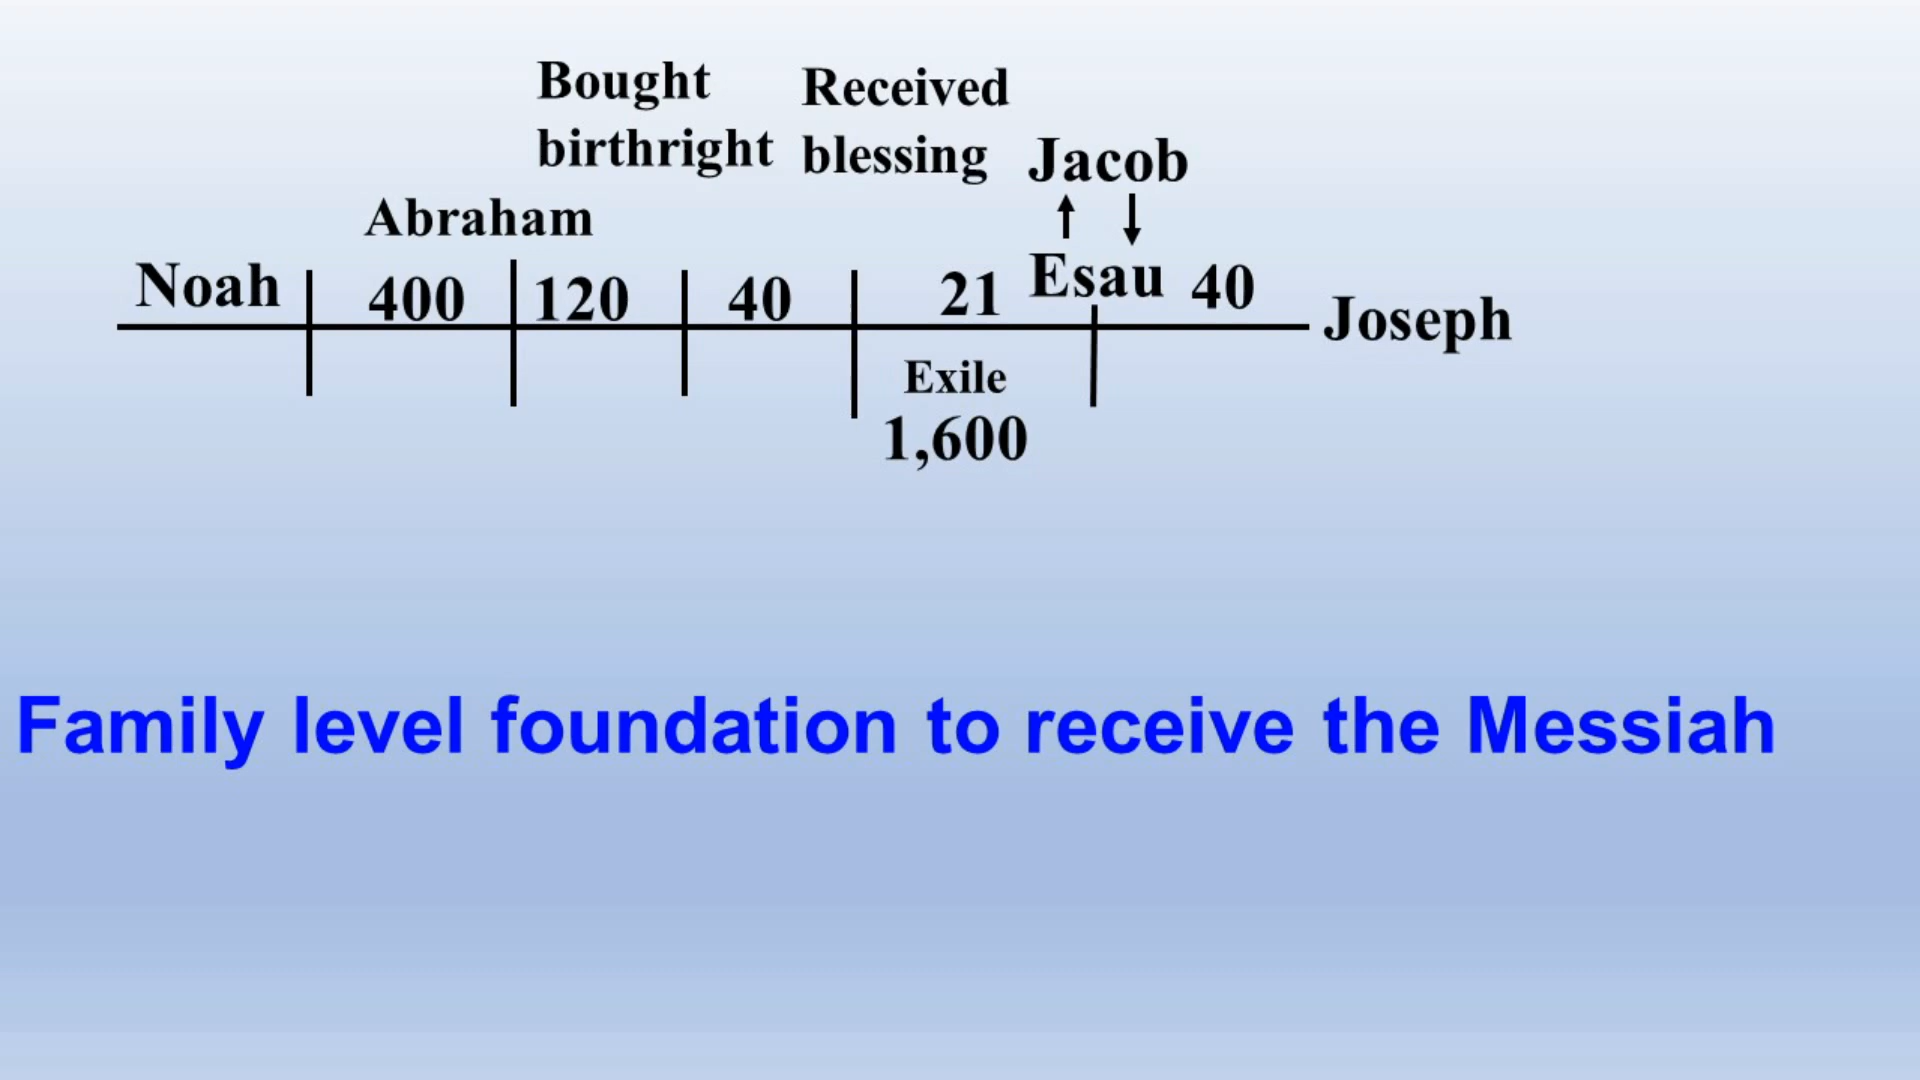 Bought
birthright
Received
blessing
Jacob
Abraham
Noah 400 120 40 21 Esau 40 Joseph
Exile
1,600
Family level foundation to receive the Messiah